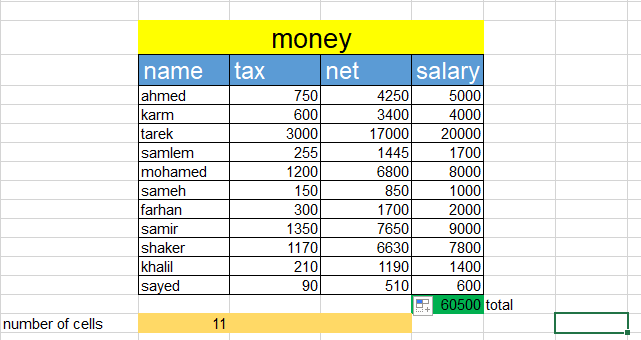 money
name tax net salary
ahmed 750 4250 5000
karm 600 3400 4000
tarek 3000 17000 20000
samlem 255 1445 1700
mohamed 1200 6800 8000
sameh 150 850 1000
farhan 300 1700 2000
samir 1350 7650 9000
shaker 1170 6630 7800
khalil 210 1190 1400
sayed 90 510 600
60500 total
number of cells 11